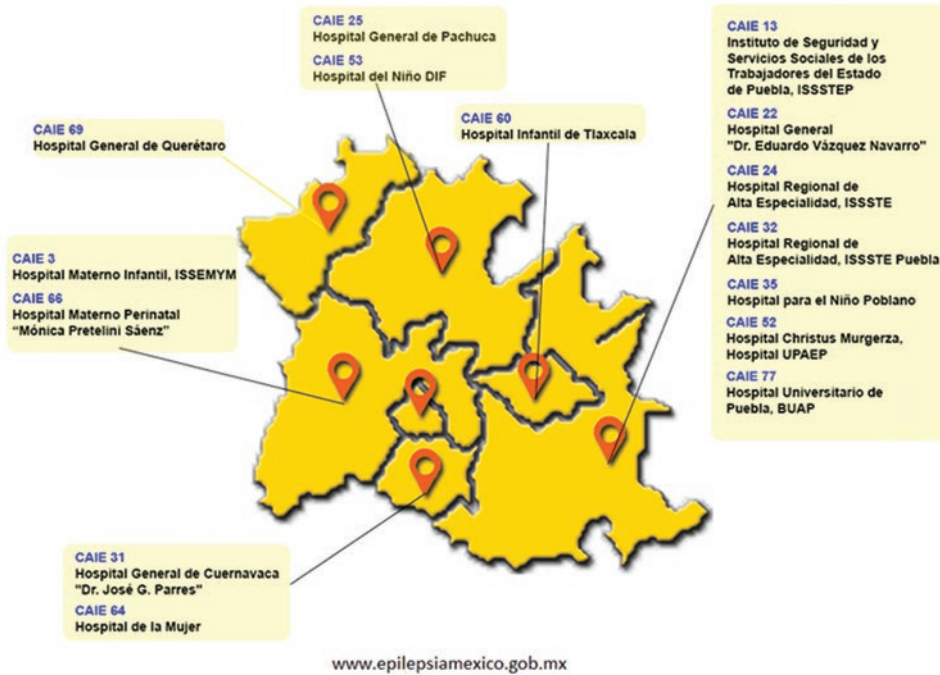 CAIE 25
Hospital General de Pachuca
CAIE 53
Hospital del Niño DIF
CAIE 13
Instituto de Seguridad y
Servicios Sociales de los
Trabajadores del Estado
de Puebla, ISSSTEP
CAIE 22
Hospital General
"Dr. Eduardo Vázquez Navarro"
CAIE 24
Hospital Regional de
Alta Especialidad, ISSSTE
CAIE 32
Hospital Regional de
Alta Especialidad, ISSSTE Puebla
CAIE 35
Hospital para el Niño Poblano
CAIE 52
Hospital Christus Murgerza,
Hospital UPAEP
CAIE 77
Hospital Universitario de
Puebla, BUAP
CAIE 60
Hospital Infantil de Tlaxcala
CAIE 69
Hospital General de Querétaro
CAIE 3
Hospital Materno Infantil, ISSEMYM
CAIE 66
Hospital Materno Perinatal
“Mónica Pretelini Sáenz”
CAIE 31
Hospital General de Cuernavaca
"Dr. José G. Parres"
CAIE 64
Hospital de la Mujer
www.epilepsiamexico.gob.mx